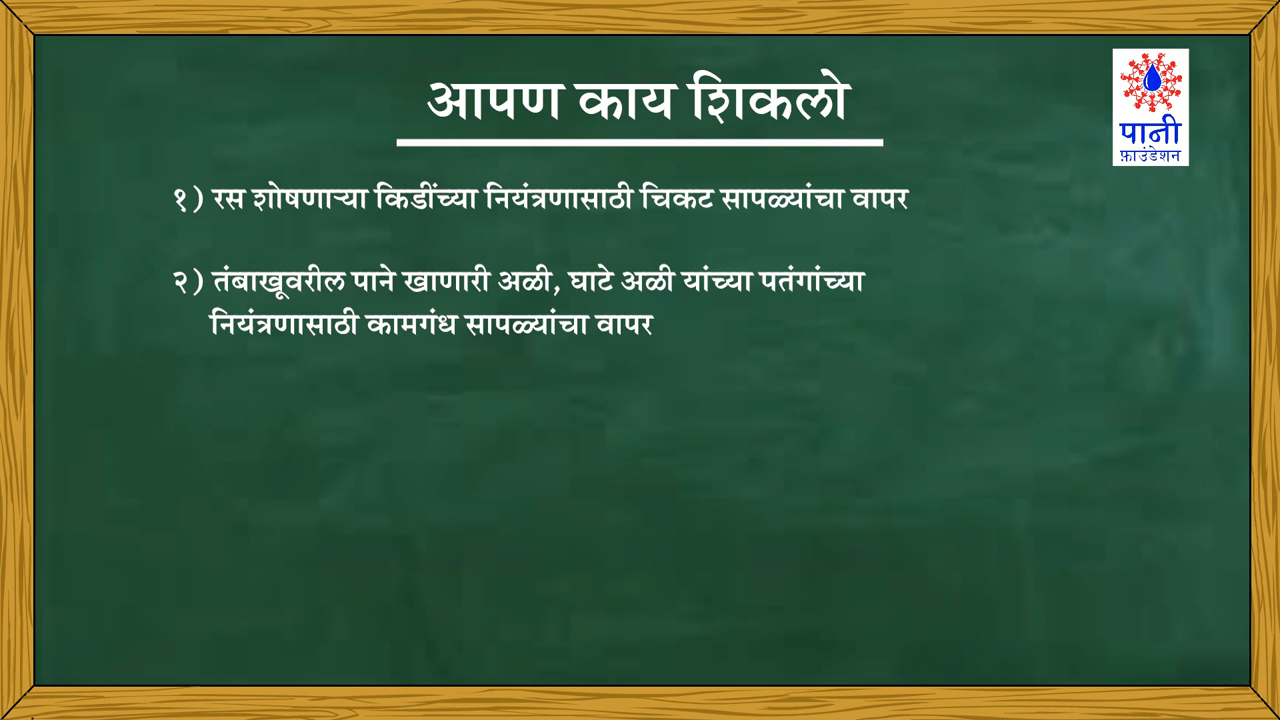 आपण काय शिकलो
पानी
फ़ाउंडेशन
१) रस शोषणाऱ्या किडींच्या नियंत्रणासाठी चिकट सापळ्यांचा वापर
२) तंबाखूवरील पाने खाणारी अळी, घाटे अळी यांच्या पतंगांच्या
नियंत्रणासाठी कामगंध सापळ्यांचा वापर